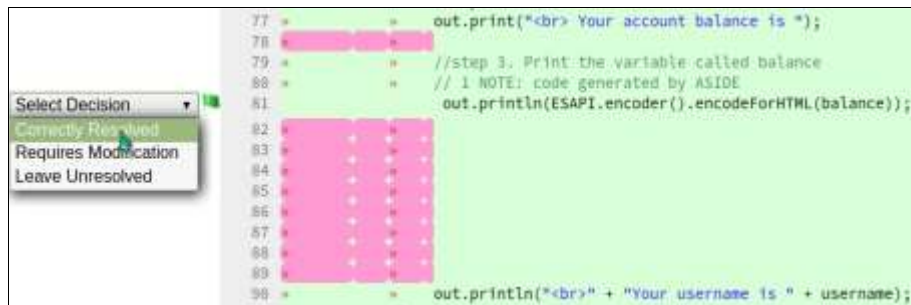 77 » » out.print("<br> Your account balance is ");
78 »
79 » » //step 3. Print the variable called balance
80 » » // 1 NOTE: code generated by ASIDE
Select Decision
81 out.println(ESAPI.encoder().encodeForHTML(balance));
Correctly Resolved
82 » »
Requires Modification
83 » »
84 » »
Leave Unresolved
85 » »
86 » »
87 » »
88 » »
89 » »
90 » » out.println("<br>" + "Your username is " + username);